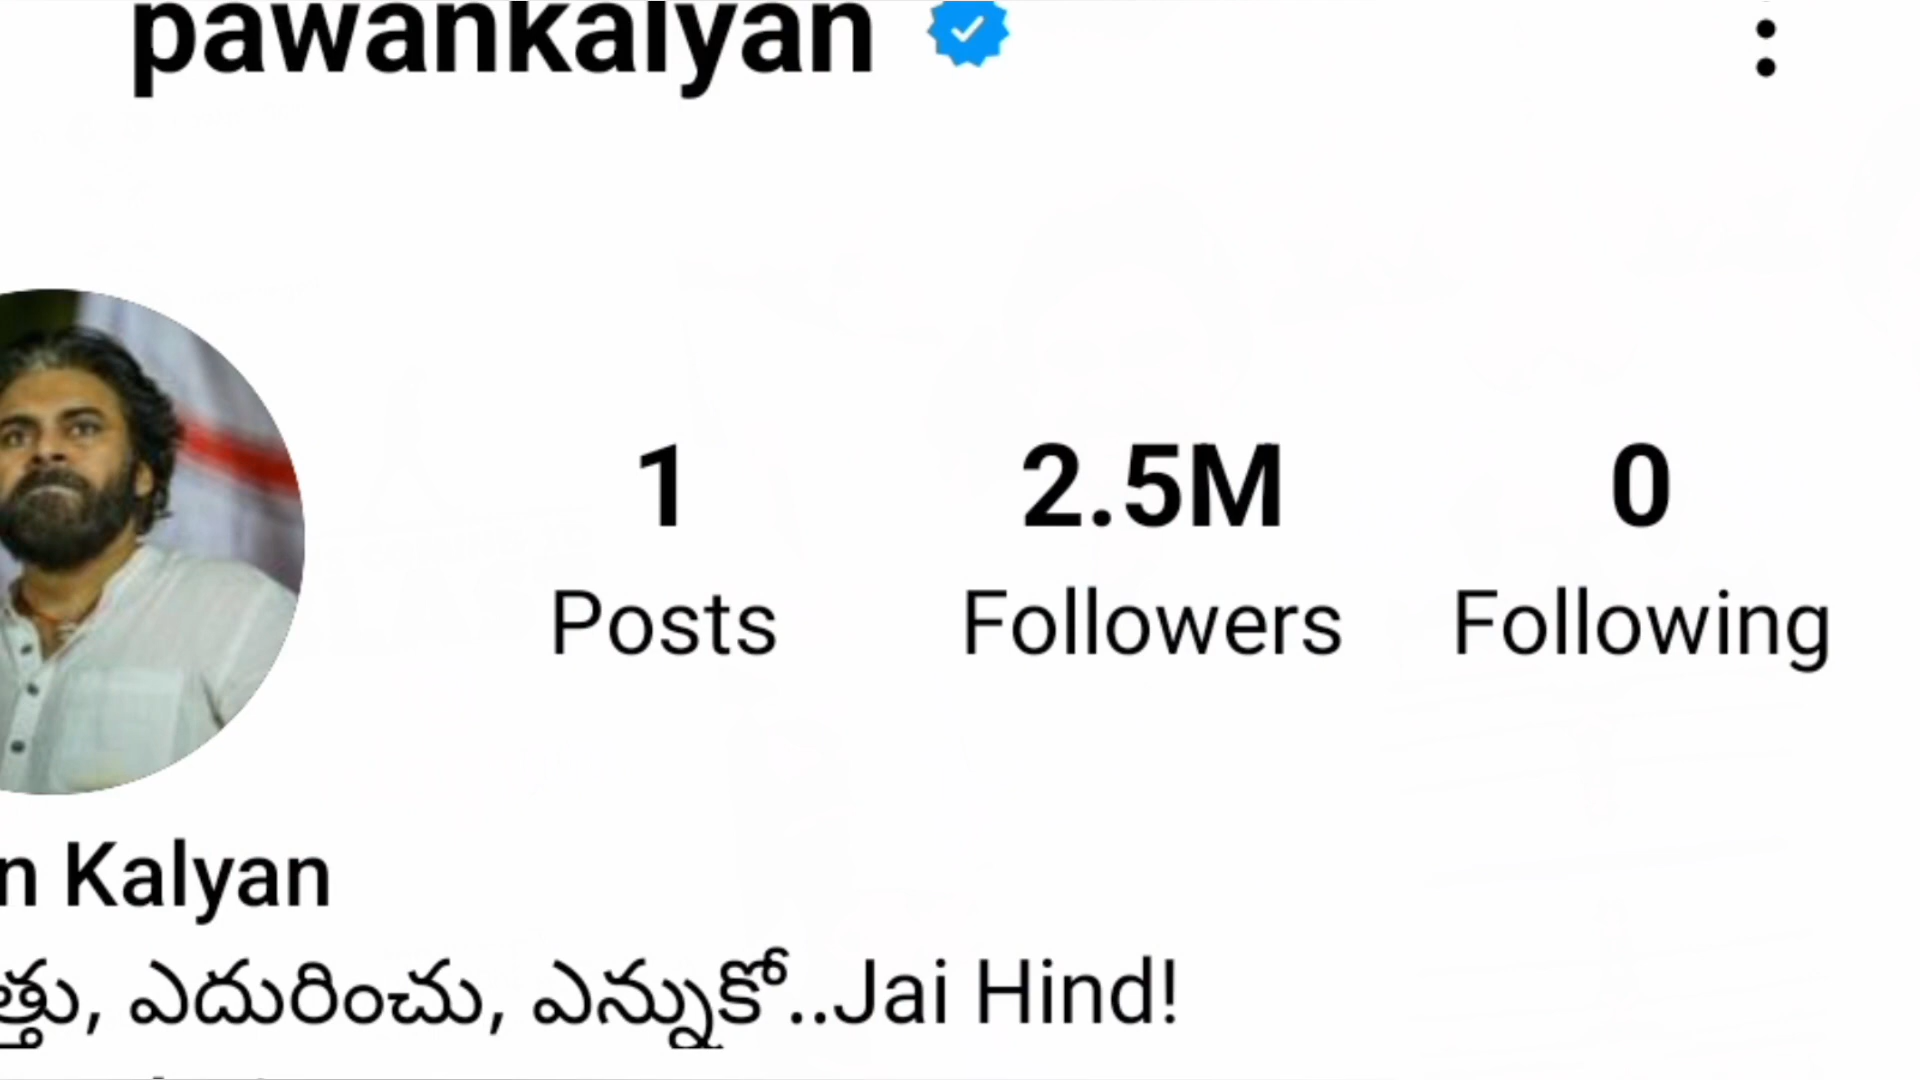 pawankalyan
1 2.5M 0
Posts Followers Following
n Kalyan
త్తు, ఎదురించు, ఎన్నుకో..Jai Hind!